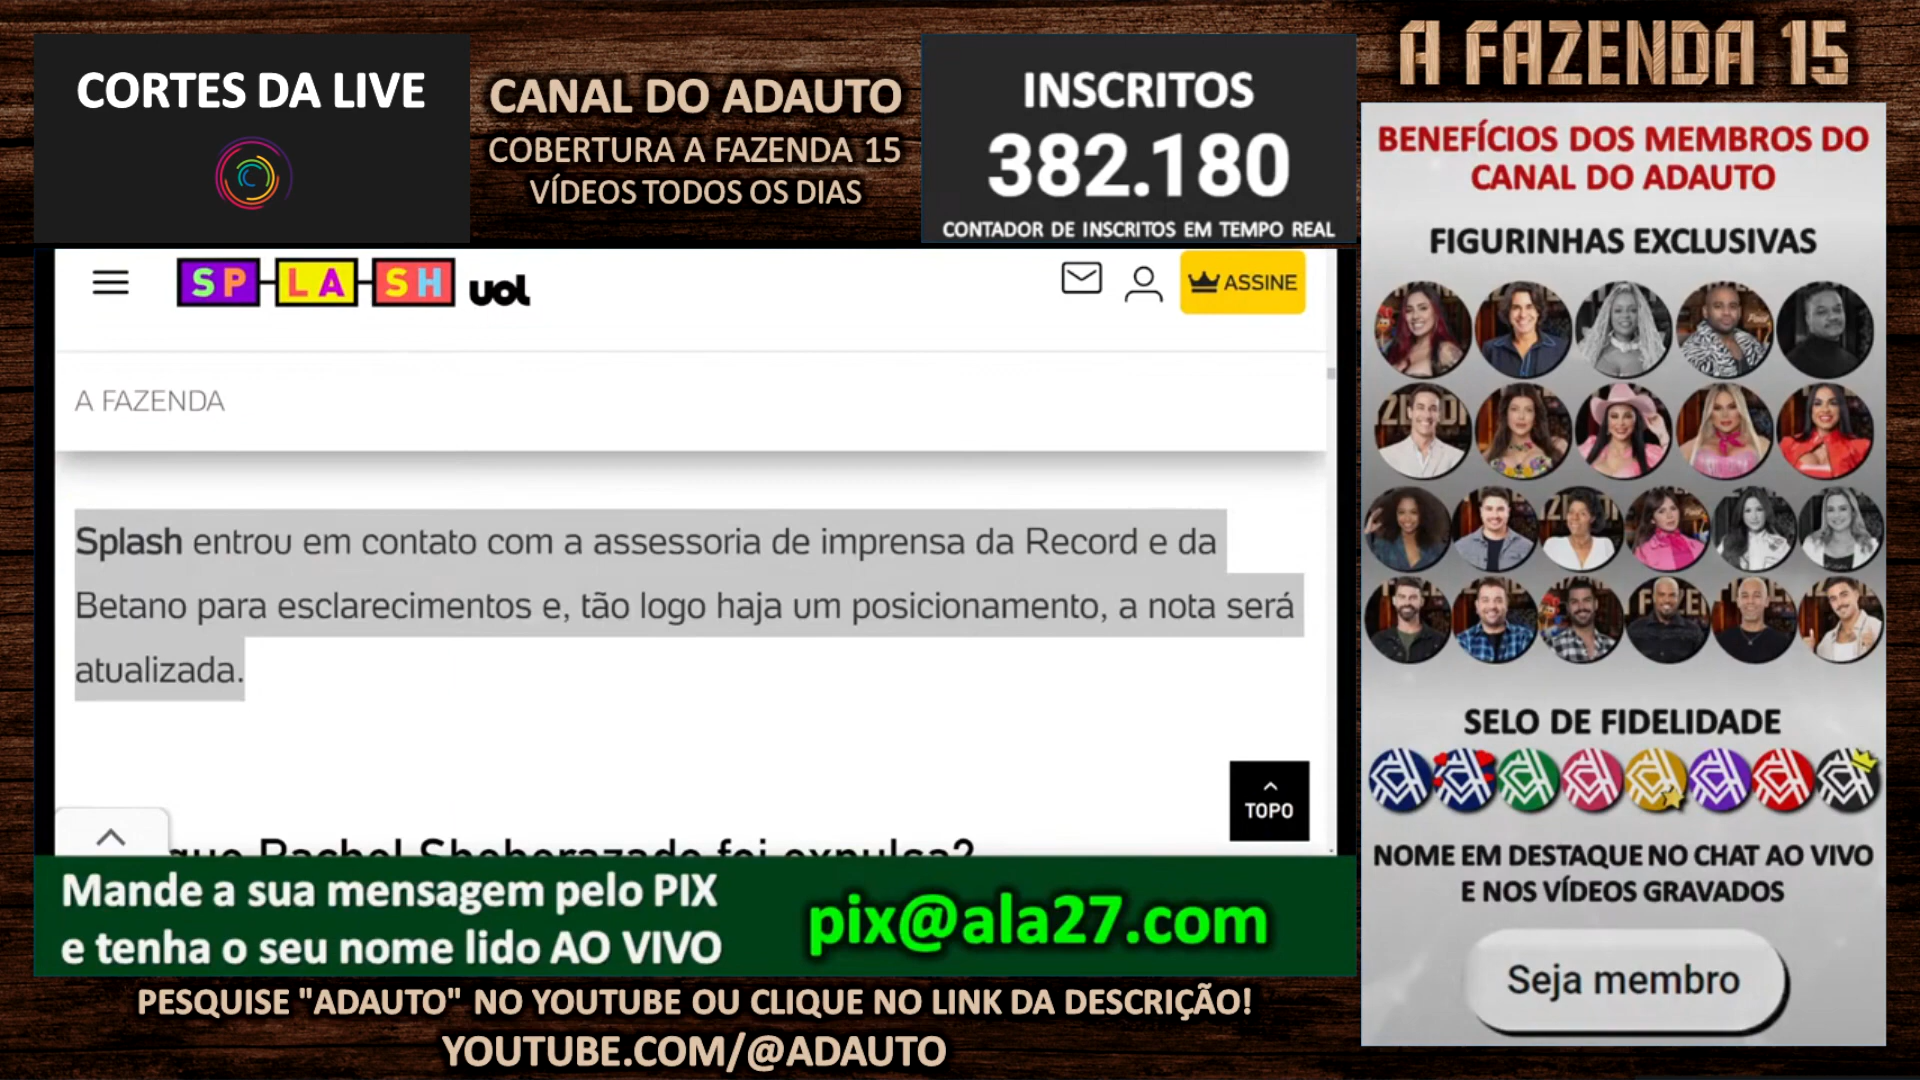 CORTES DA LIVE
CANAL DO ADAUTO
COBERTURA A FAZENDA 15
VÍDEOS TODOS OS DIAS
INSCRITOS
382.180
CONTADOR DE INSCRITOS EM TEMPO REAL
A FAZENDA 15
BENEFÍCIOS DOS MEMBROS DO
CANAL DO ADAUTO
FIGURINHAS EXCLUSIVAS
SELO DE FIDELIDADE
NOME EM DESTAQUE NO CHAT AO VIVO
E NOS VÍDEOS GRAVADOS
Seja membro
SPLASH uol
ASSINE
A FAZENDA
Splash entrou em contato com a assessoria de imprensa da Record e da
Betano para esclarecimentos e, tão logo haja um posicionamento, a nota será
atualizada.
TOPO
que Rachel Sheherazade foi expulsa?
Mande a sua mensagem pelo PIX
e tenha o seu nome lido AO VIVO
pix@ala27.com
PESQUISE "ADAUTO" NO YOUTUBE OU CLIQUE NO LINK DA DESCRIÇÃO!
YOUTUBE.COM/@ADAUTO